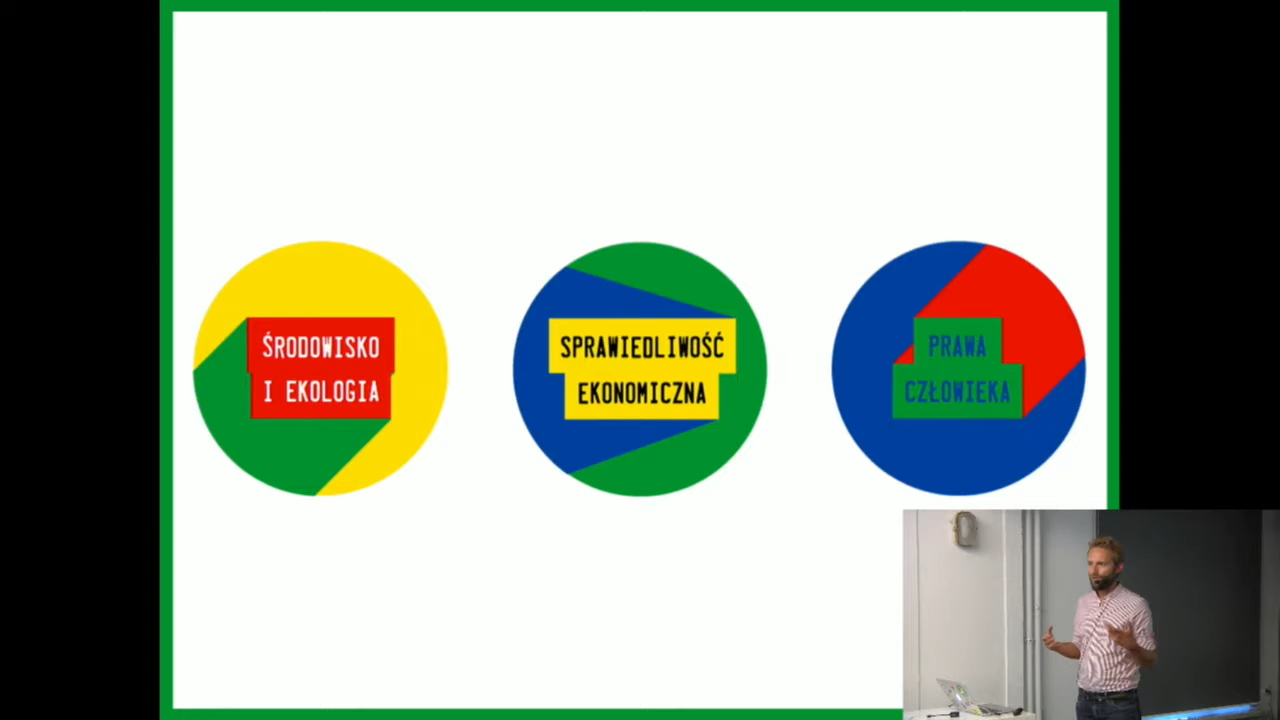 ŚRODOWISKO
I EKOLOGIA
SPRAWIEDLIWOŚĆ
EKONOMICZNA
PRAWA
CZŁOWIEKA